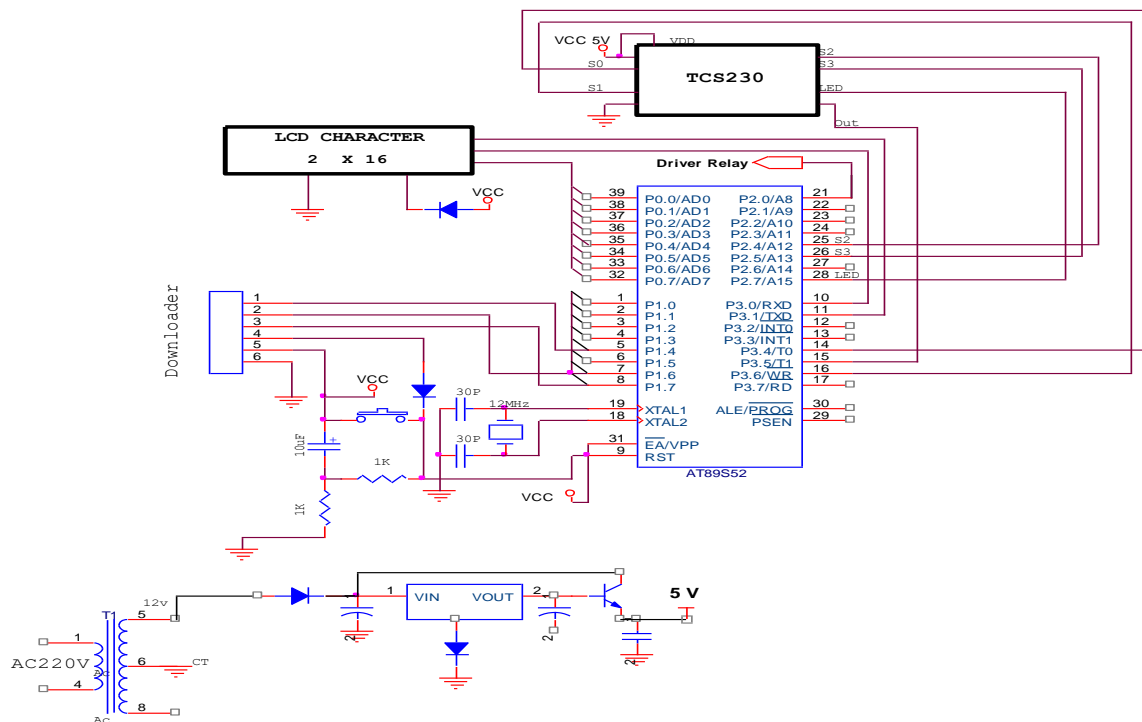 VCC 5V
VDD
S0
S1
TCS230
S2
S3
LED
Out
LCD CHARACTER
2 X 16
VCC
Driver Relay
39 P0.0/AD0 P2.0/A8 21
38 P0.1/AD1 P2.1/A9 22
37 P0.2/AD2 P2.2/A10 23
36 P0.3/AD3 P2.3/A11 24
35 P0.4/AD4 P2.4/A12 25 S2
34 P0.5/AD5 P2.5/A13 26 S3
33 P0.6/AD6 P2.6/A14 27
32 P0.7/AD7 P2.7/A15 28 LED
1 P1.0 P3.0/RXD 10
2 P1.1 P3.1/TXD 11
3 P1.2 P3.2/INT0 12
4 P1.3 P3.3/INT1 13
5 P1.4 P3.4/T0 14
6 P1.5 P3.5/T1 15
7 P1.6 P3.6/WR 16
8 P1.7 P3.7/RD 17
19 XTAL1 ALE/PROG 30
18 XTAL2 PSEN 29
31 EA/VPP
9 RST
AT89S52
Downloader
1
2
3
4
5
6
VCC
30P
12MHz
30P
10uF
+
1K
1K
VCC
T1
12v
5
1
AC220V
Ac
6
CT
4
8
Ac
1
2
1
VIN VOUT
2
1
2
5 V
2